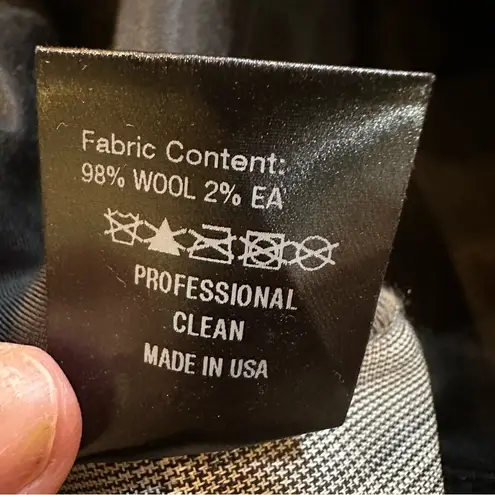 Fabric Content:
98% WOOL 2% EA
PROFESSIONAL
CLEAN
MADE IN USA